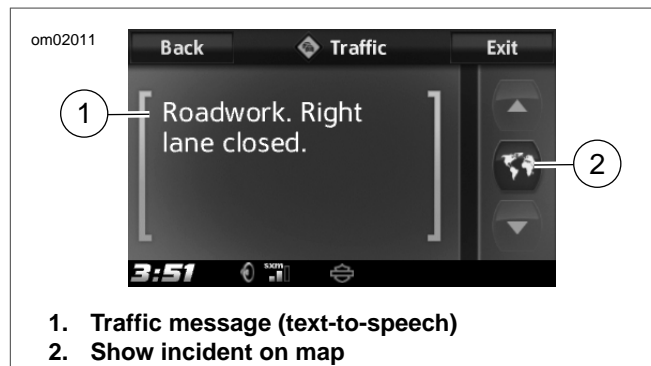 om02011
Back Traffic Exit
1
Roadwork. Right
lane closed.
2
3:51 sxm
1. Traffic message (text-to-speech)
2. Show incident on map